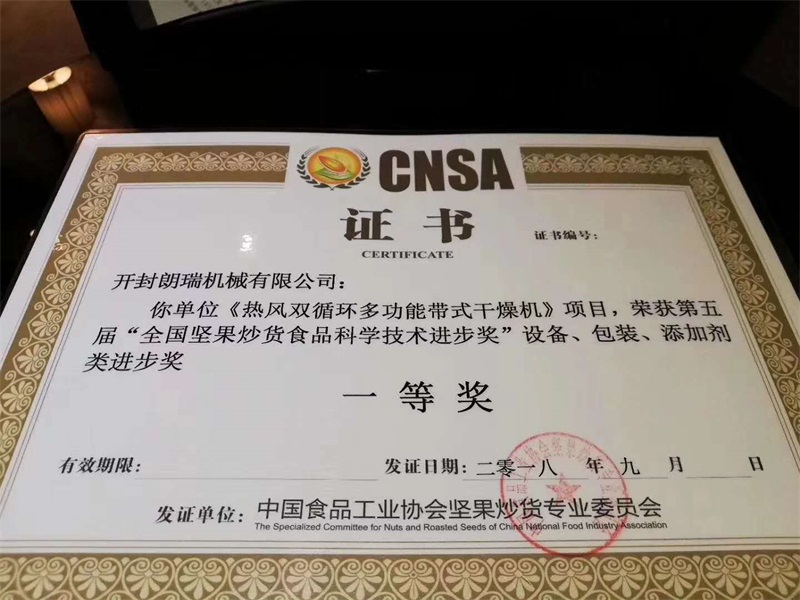 CNSA
证书
CERTIFICATE
证书编号:
开封朗瑞机械有限公司:
你单位《热风双循环多功能带式干燥机》项目,荣获第五
届“全国坚果炒货食品科学技术进步奖”设备、包装、添加剂
类进步奖
一等奖
有效期限: 发证日期: 二零一八 年 九 月 日
发证单位: 中国食品工业协会坚果炒货专业委员会
The Specialized Committee for Nuts and Roasted Seeds of China National Food Industry Association